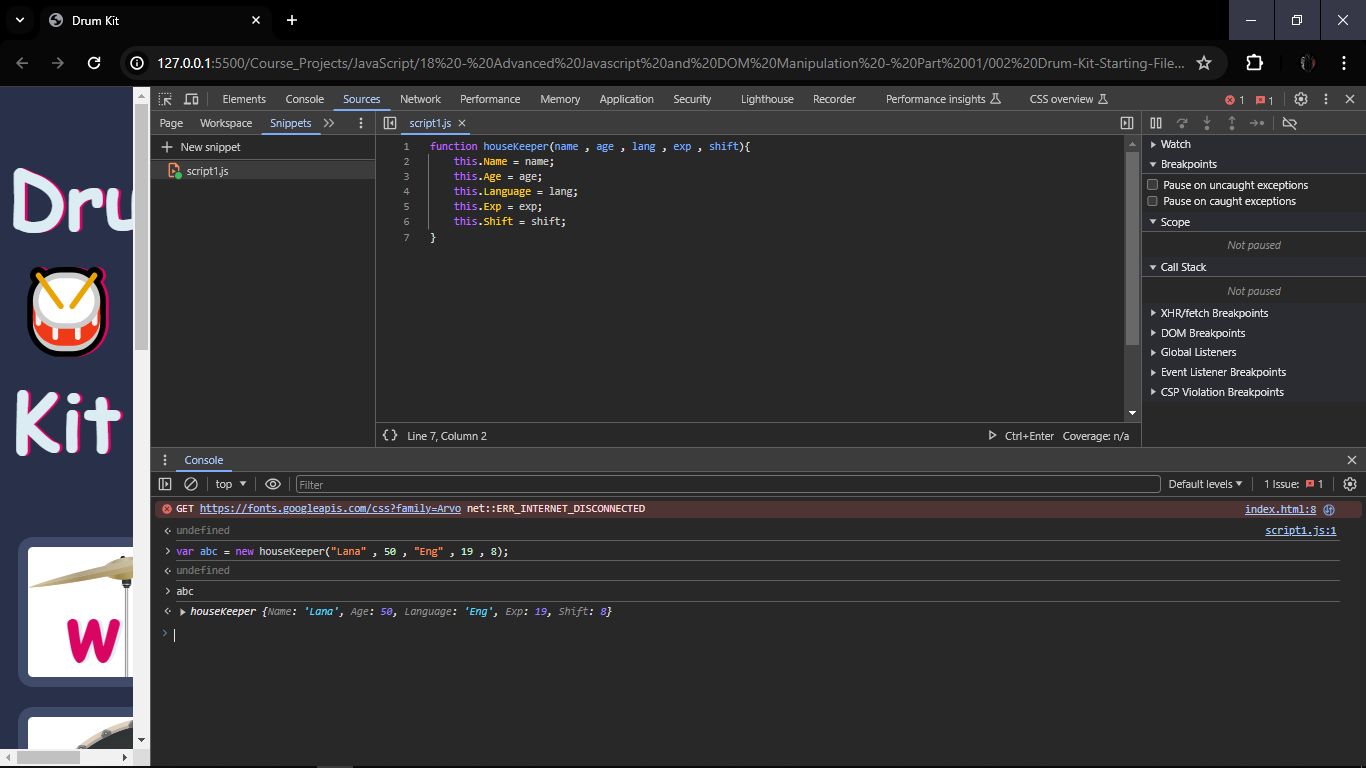 Drum Kit
127.0.0.1:5500/Course_Projects/JavaScript/18%20-%20Advanced%20Javascript%20and%20DOM%20Manipulation%20-%20Part%2001/002%20Drum-Kit-Starting-File...
Dru
Kit
w
Elements Console Sources Network Performance Memory Application Security Lighthouse Recorder Performance insights CSS overview 1 1
Page Workspace Snippets
New snippet
script1.js
script1.js
1 function houseKeeper(name , age , lang , exp , shift){
2 this.Name = name;
3 this.Age = age;
4 this.Language = lang;
5 this.Exp = exp;
6 this.Shift = shift;
7 }
Line 7, Column 2 Ctrl+Enter Coverage: n/a
Watch
Breakpoints
Pause on uncaught exceptions
Pause on caught exceptions
Scope
Not paused
Call Stack
Not paused
XHR/fetch Breakpoints
DOM Breakpoints
Global Listeners
Event Listener Breakpoints
CSP Violation Breakpoints
Console
top Filter Default levels 1 Issue: 1
GET https://fonts.googleapis.com/css?family=Arvo net::ERR_INTERNET_DISCONNECTED index.html:8
undefined script1.js:1
var abc = new houseKeeper("Lana" , 50 , "Eng" , 19 , 8);
undefined
abc
houseKeeper {Name: 'Lana', Age: 50, Language: 'Eng', Exp: 19, Shift: 8}